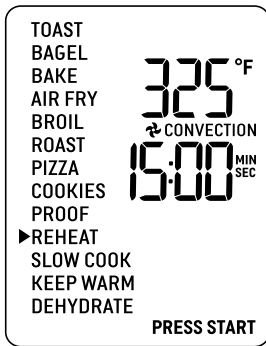 TOAST
BAGEL
BAKE
AIR FRY
BROIL
ROAST
PIZZA
COOKIES
PROOF
REHEAT
SLOW COOK
KEEP WARM
DEHYDRATE
325 °F
CONVECTION
15:00 MIN
SEC
PRESS START